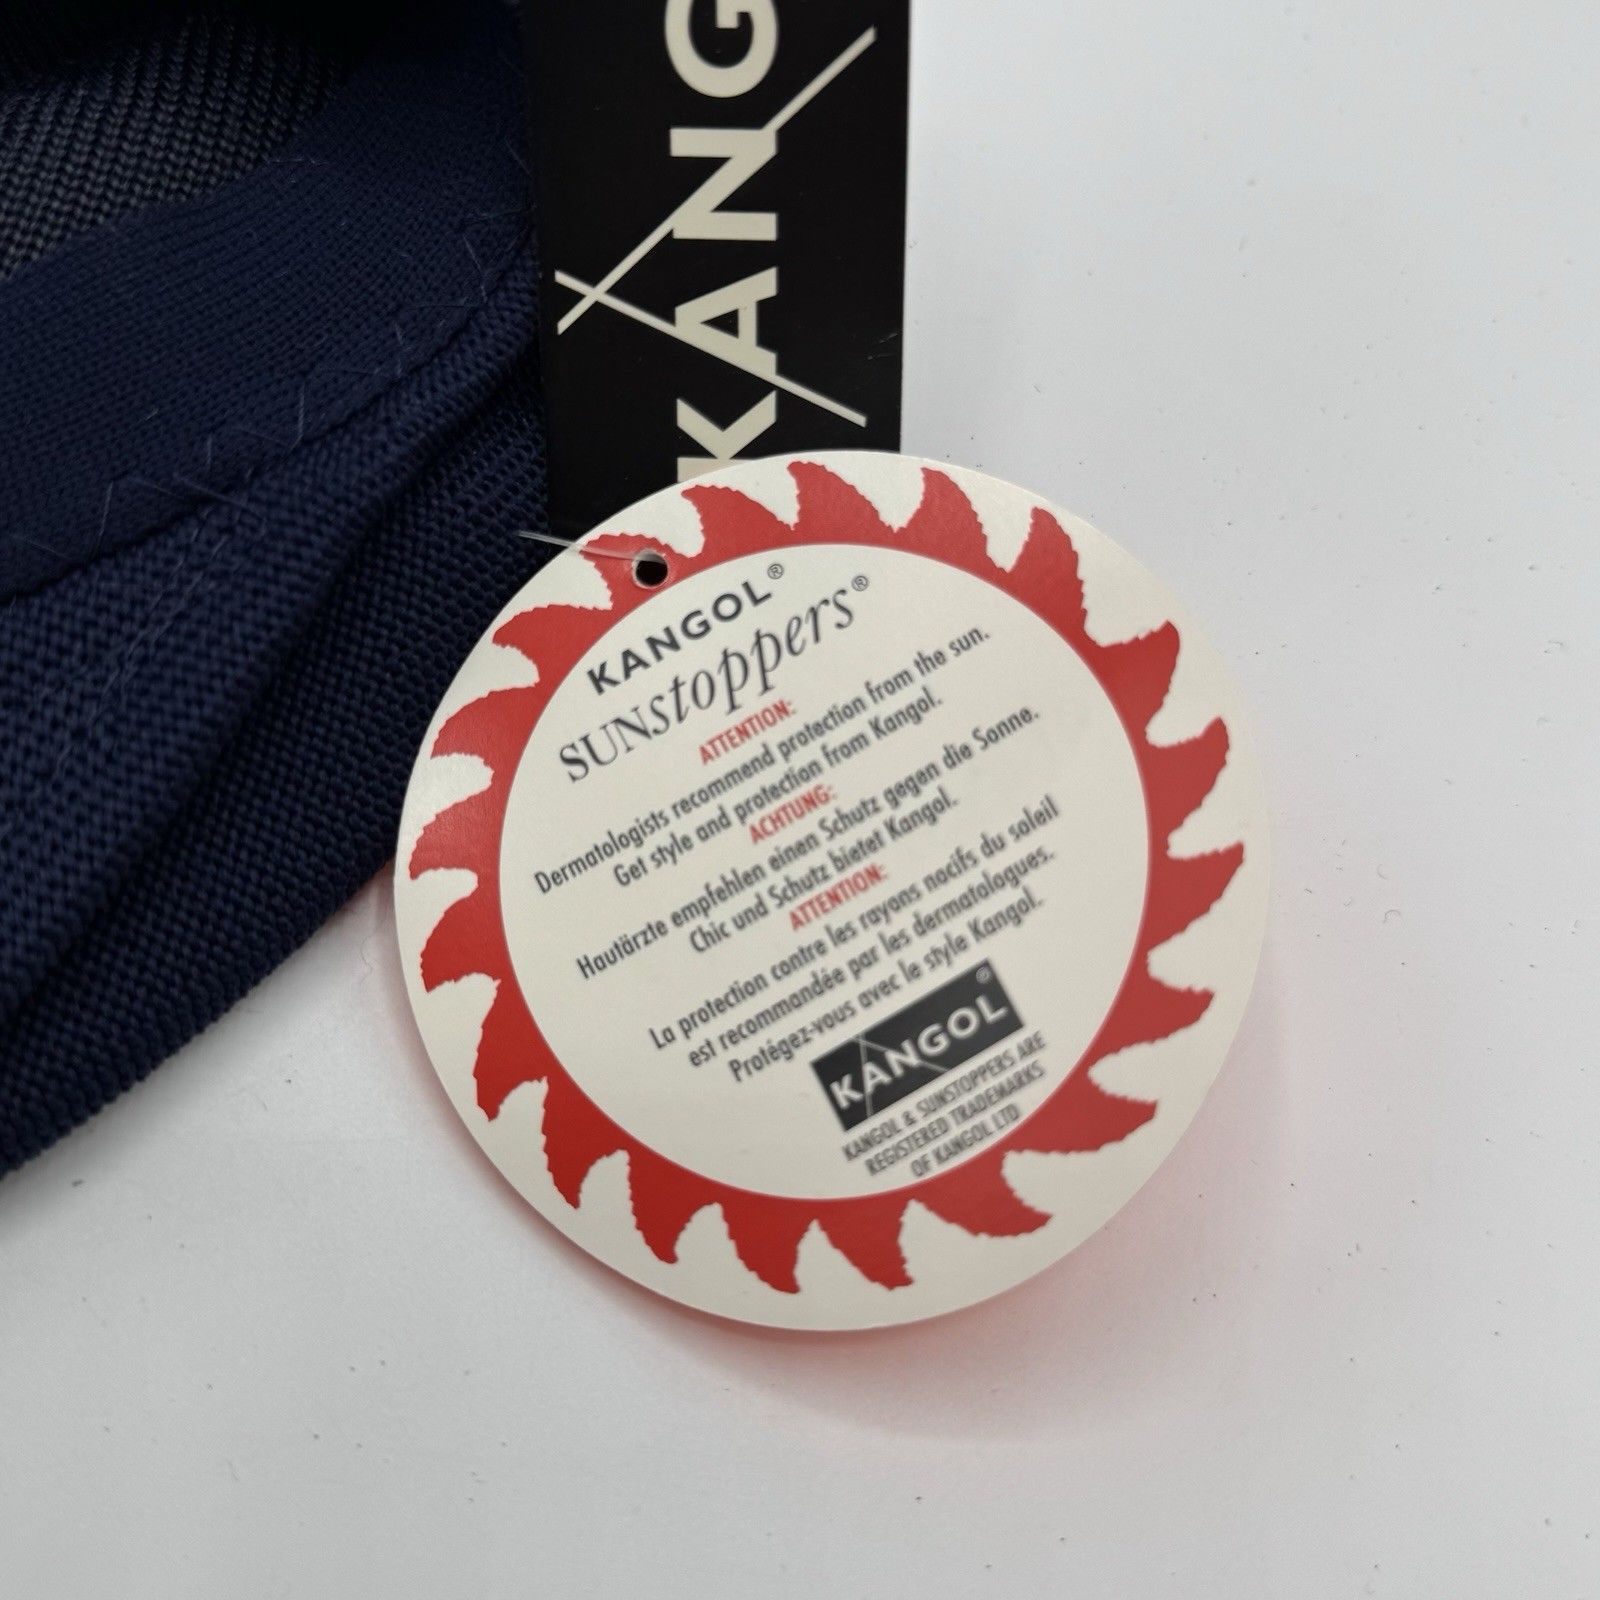 KANG
KANGOL®
SUNstoppers®
ATTENTION:
Dermatologists recommend protection from the sun.
Get style and protection from Kangol.
ACHTUNG:
Hautärzte empfehlen einen Schutz gegen die Sonne.
Chic und Schutz bietet Kangol.
ATTENTION:
La protection contre les rayons nocifs du soleil
est recommandée par les dermatologues.
Protégez-vous avec le style Kangol.
KANGOL®
KANGOL & SUNSTOPPERS ARE
REGISTERED TRADEMARKS
OF KANGOL LTD